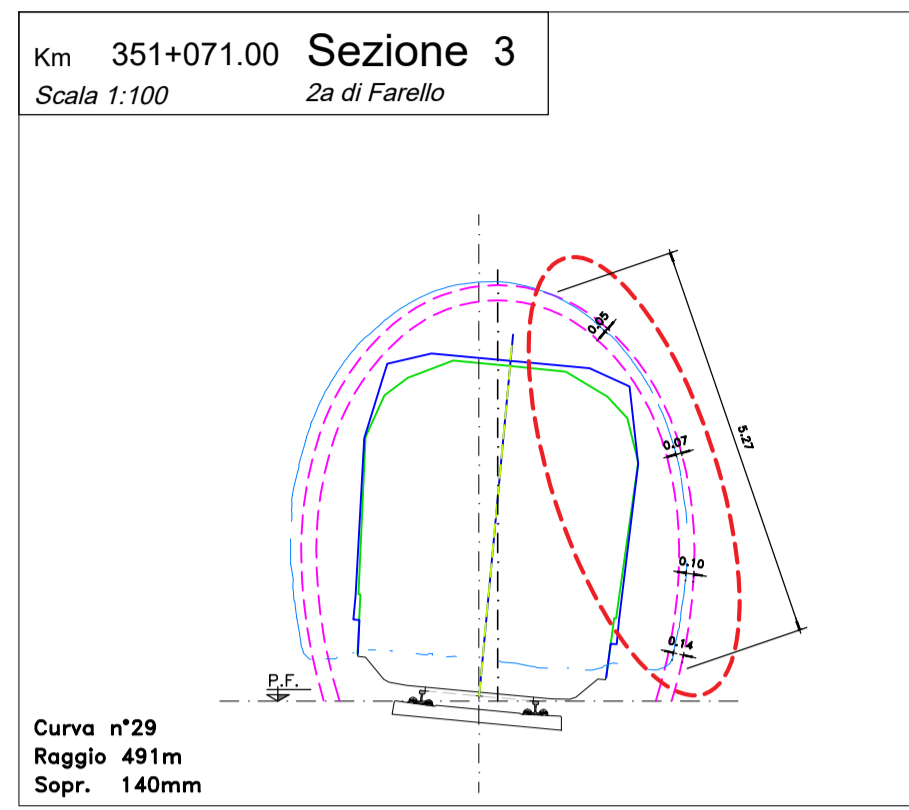 Km 351+071.00 Sezione 3
Scala 1:100 2a di Farello
0.05
5.27
0.07
0.10
0.14
P.F.
Curva n°29
Raggio 491m
Sopr. 140mm